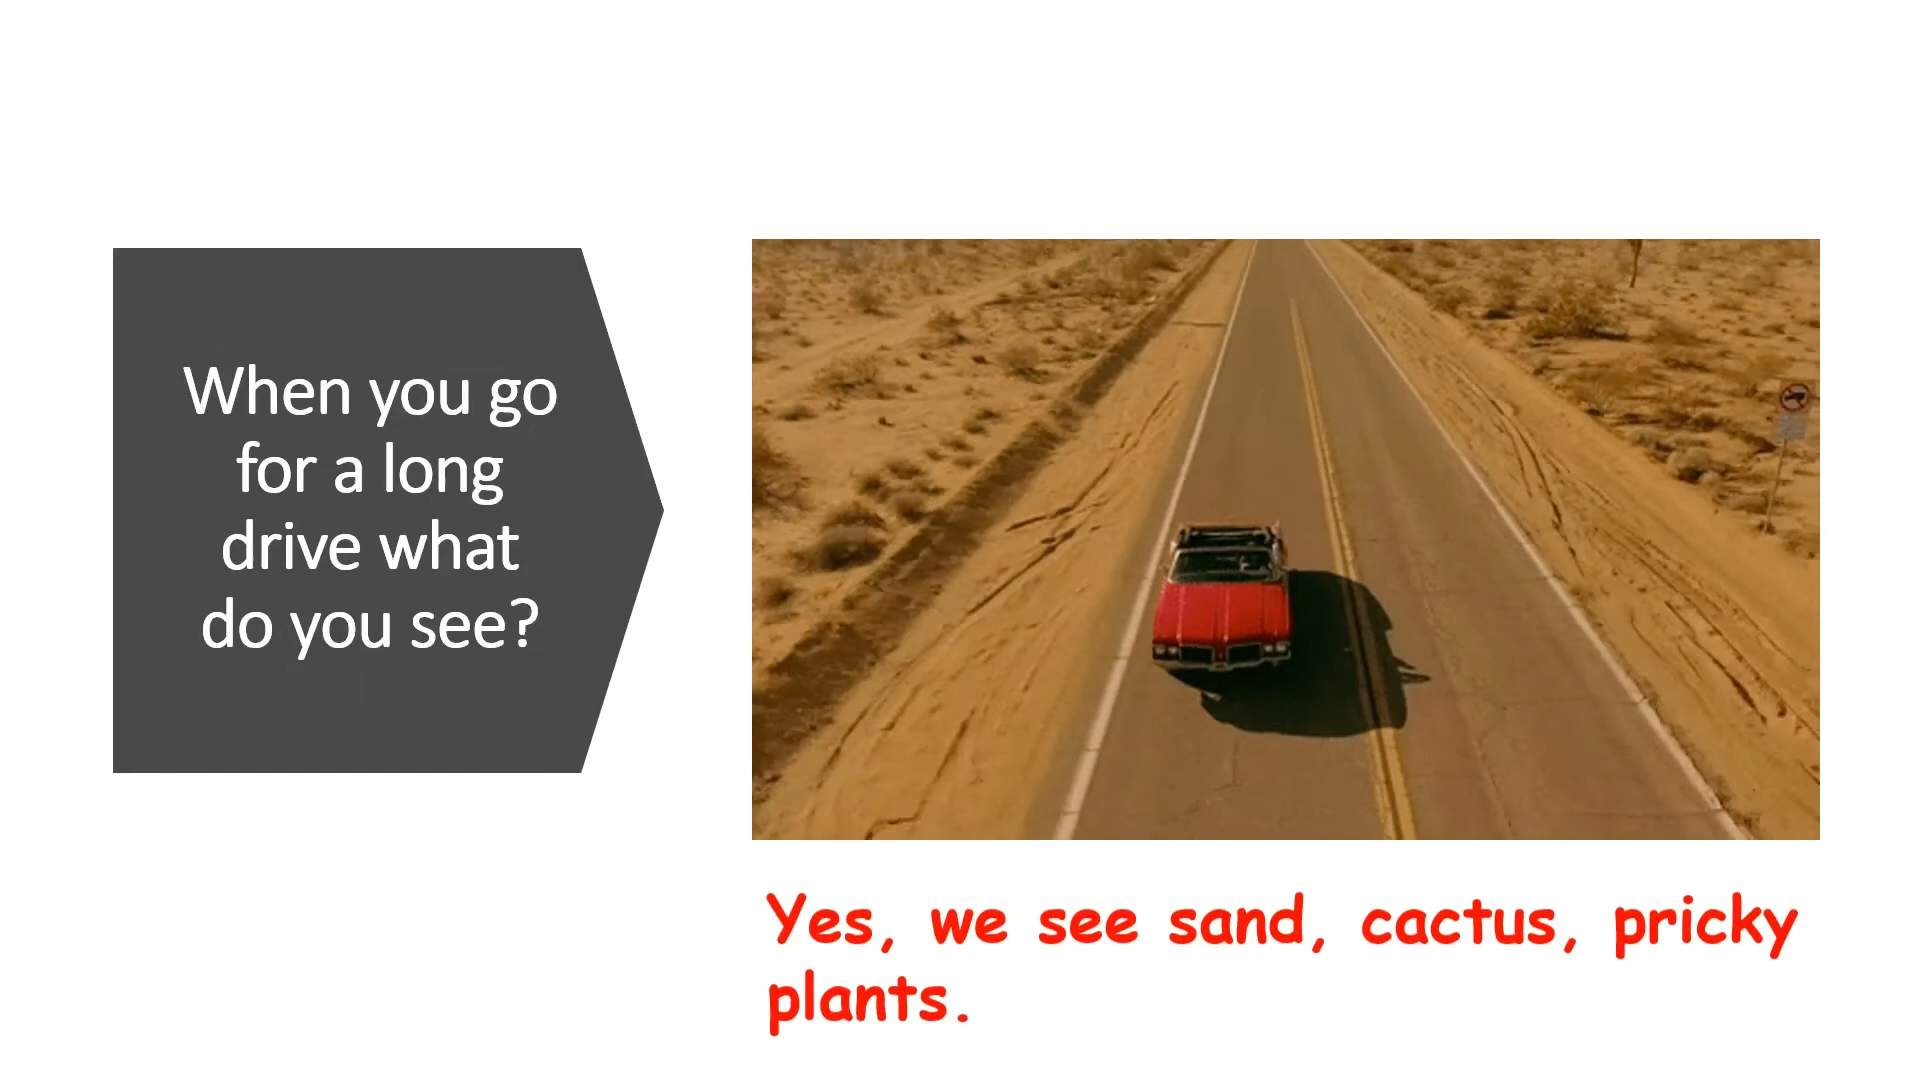 When you go
for a long
drive what
do you see?
Yes, we see sand, cactus, pricky
plants.